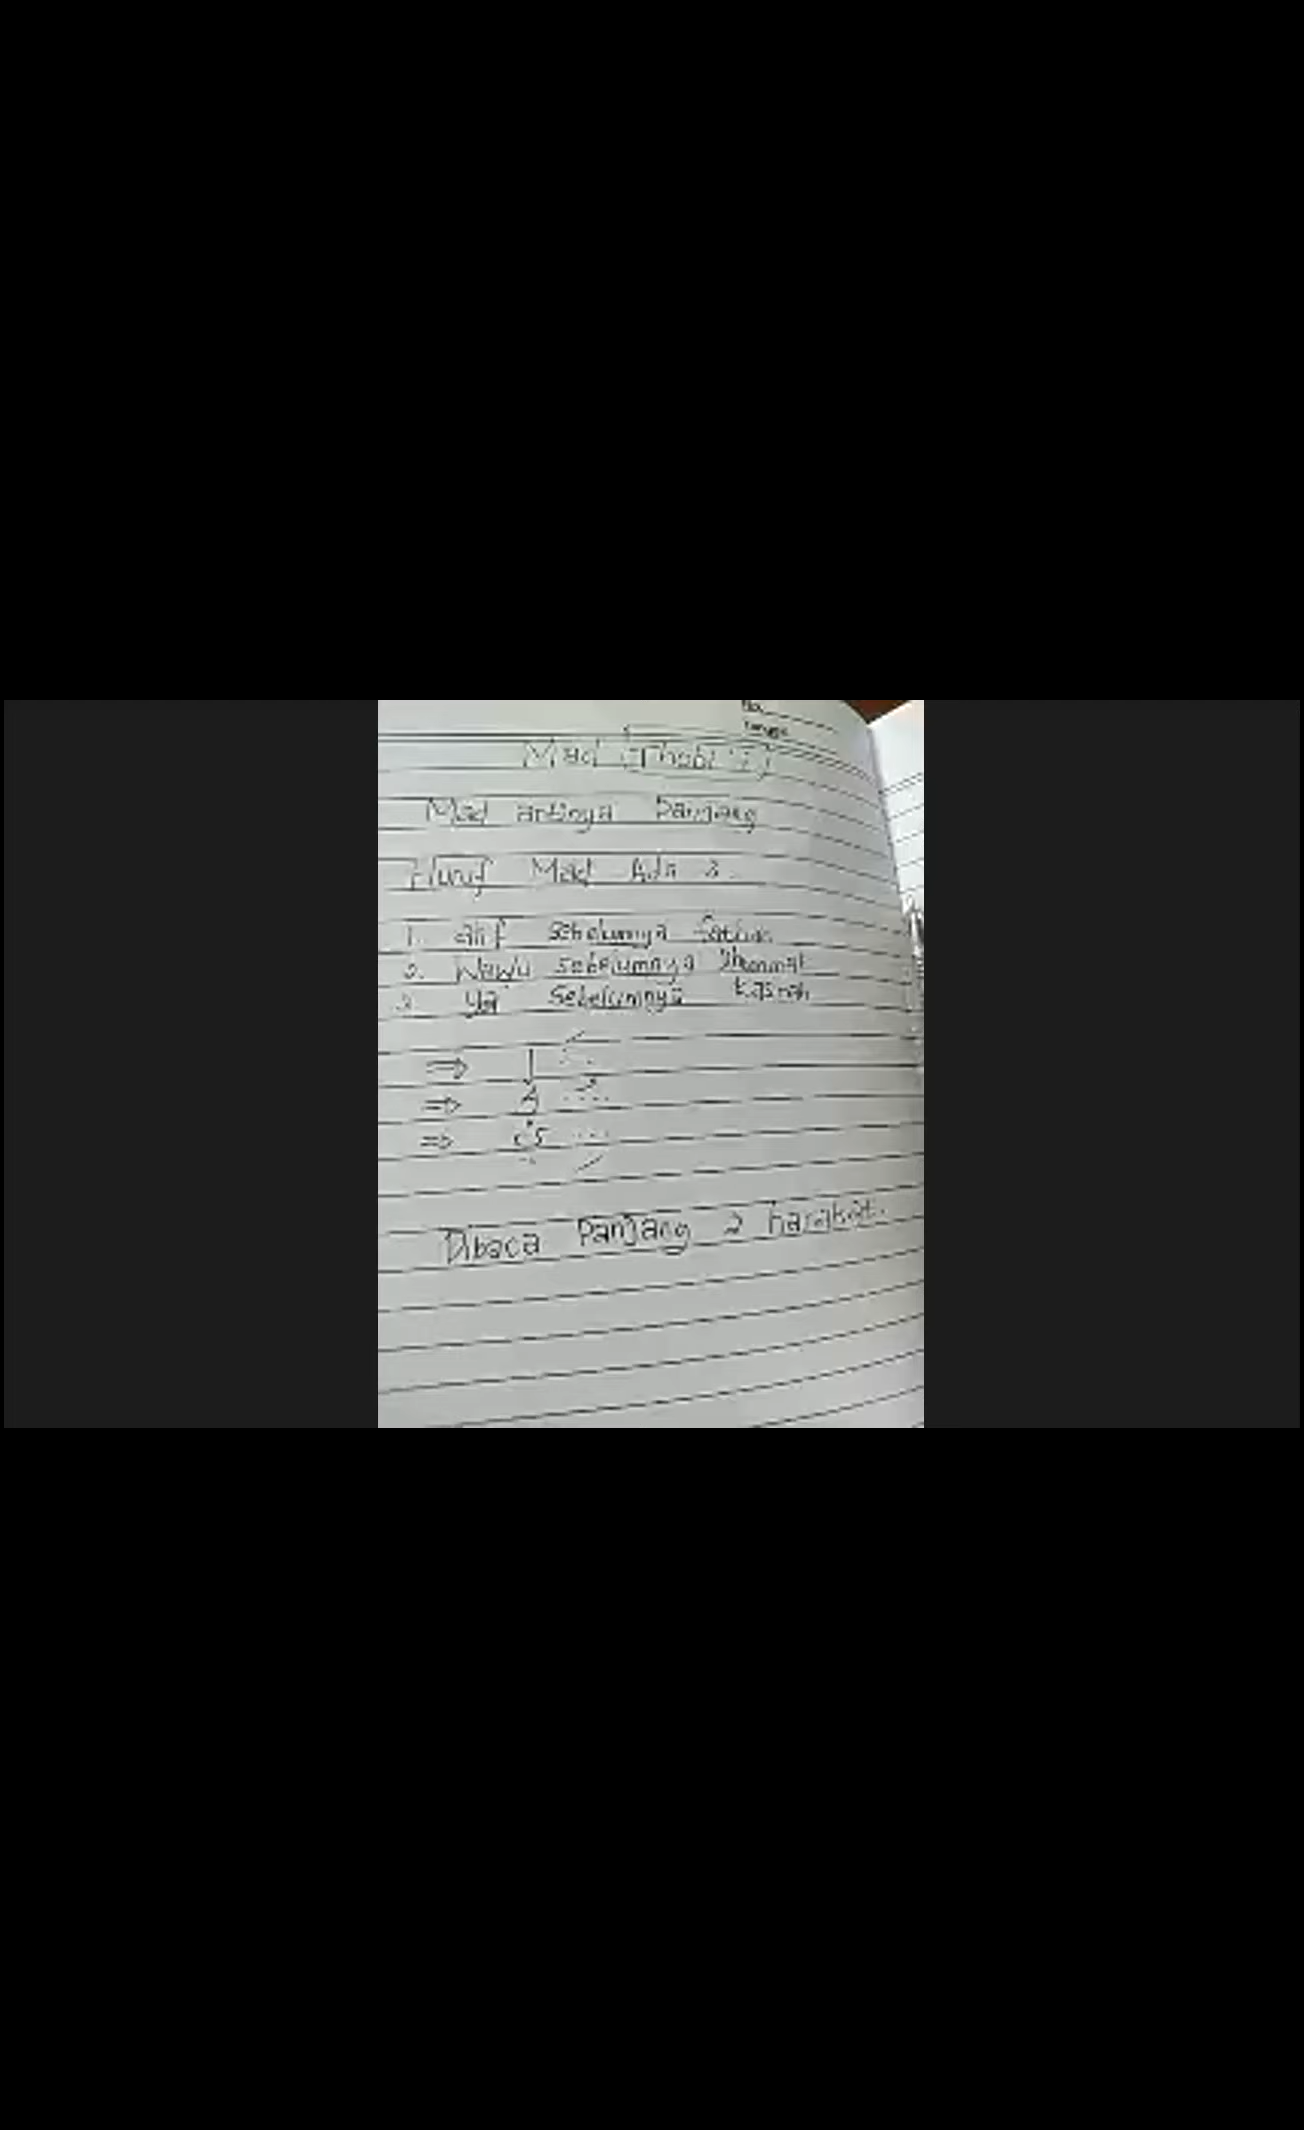 No.
Mad Thobi'i
Mad artinya Panjang
Huruf Mad Ada 3.
1. alif sebelumnya fathah
2. Wawu sebelumnya Dhommah
3. Ya' sebelumnya kasrah
⇒ ا
⇒ و
⇒ ي
Dibaca Panjang 2 harakat.